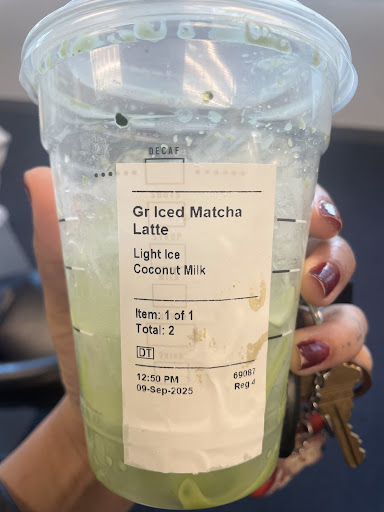 DECAF
Gr Iced Matcha
Latte
Light Ice
Coconut Milk
Item: 1 of 1
Total: 2
DT
12:50 PM 69087
09-Sep-2025 Reg 4